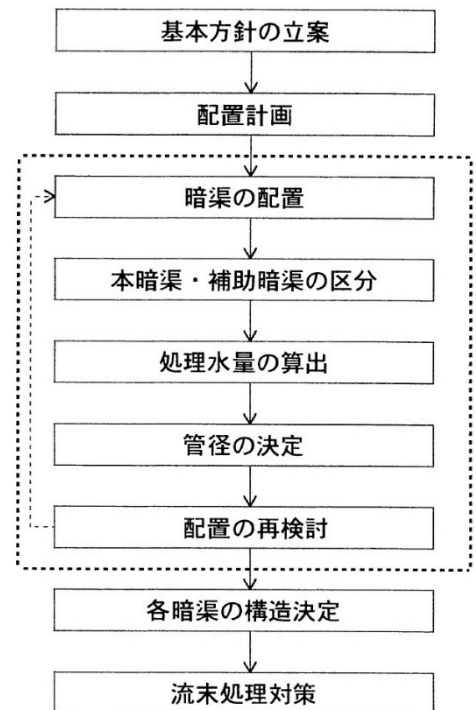 基本方針の立案
配置計画
暗渠の配置
本暗渠・補助暗渠の区分
処理水量の算出
管径の決定
配置の再検討
各暗渠の構造決定
流末処理対策